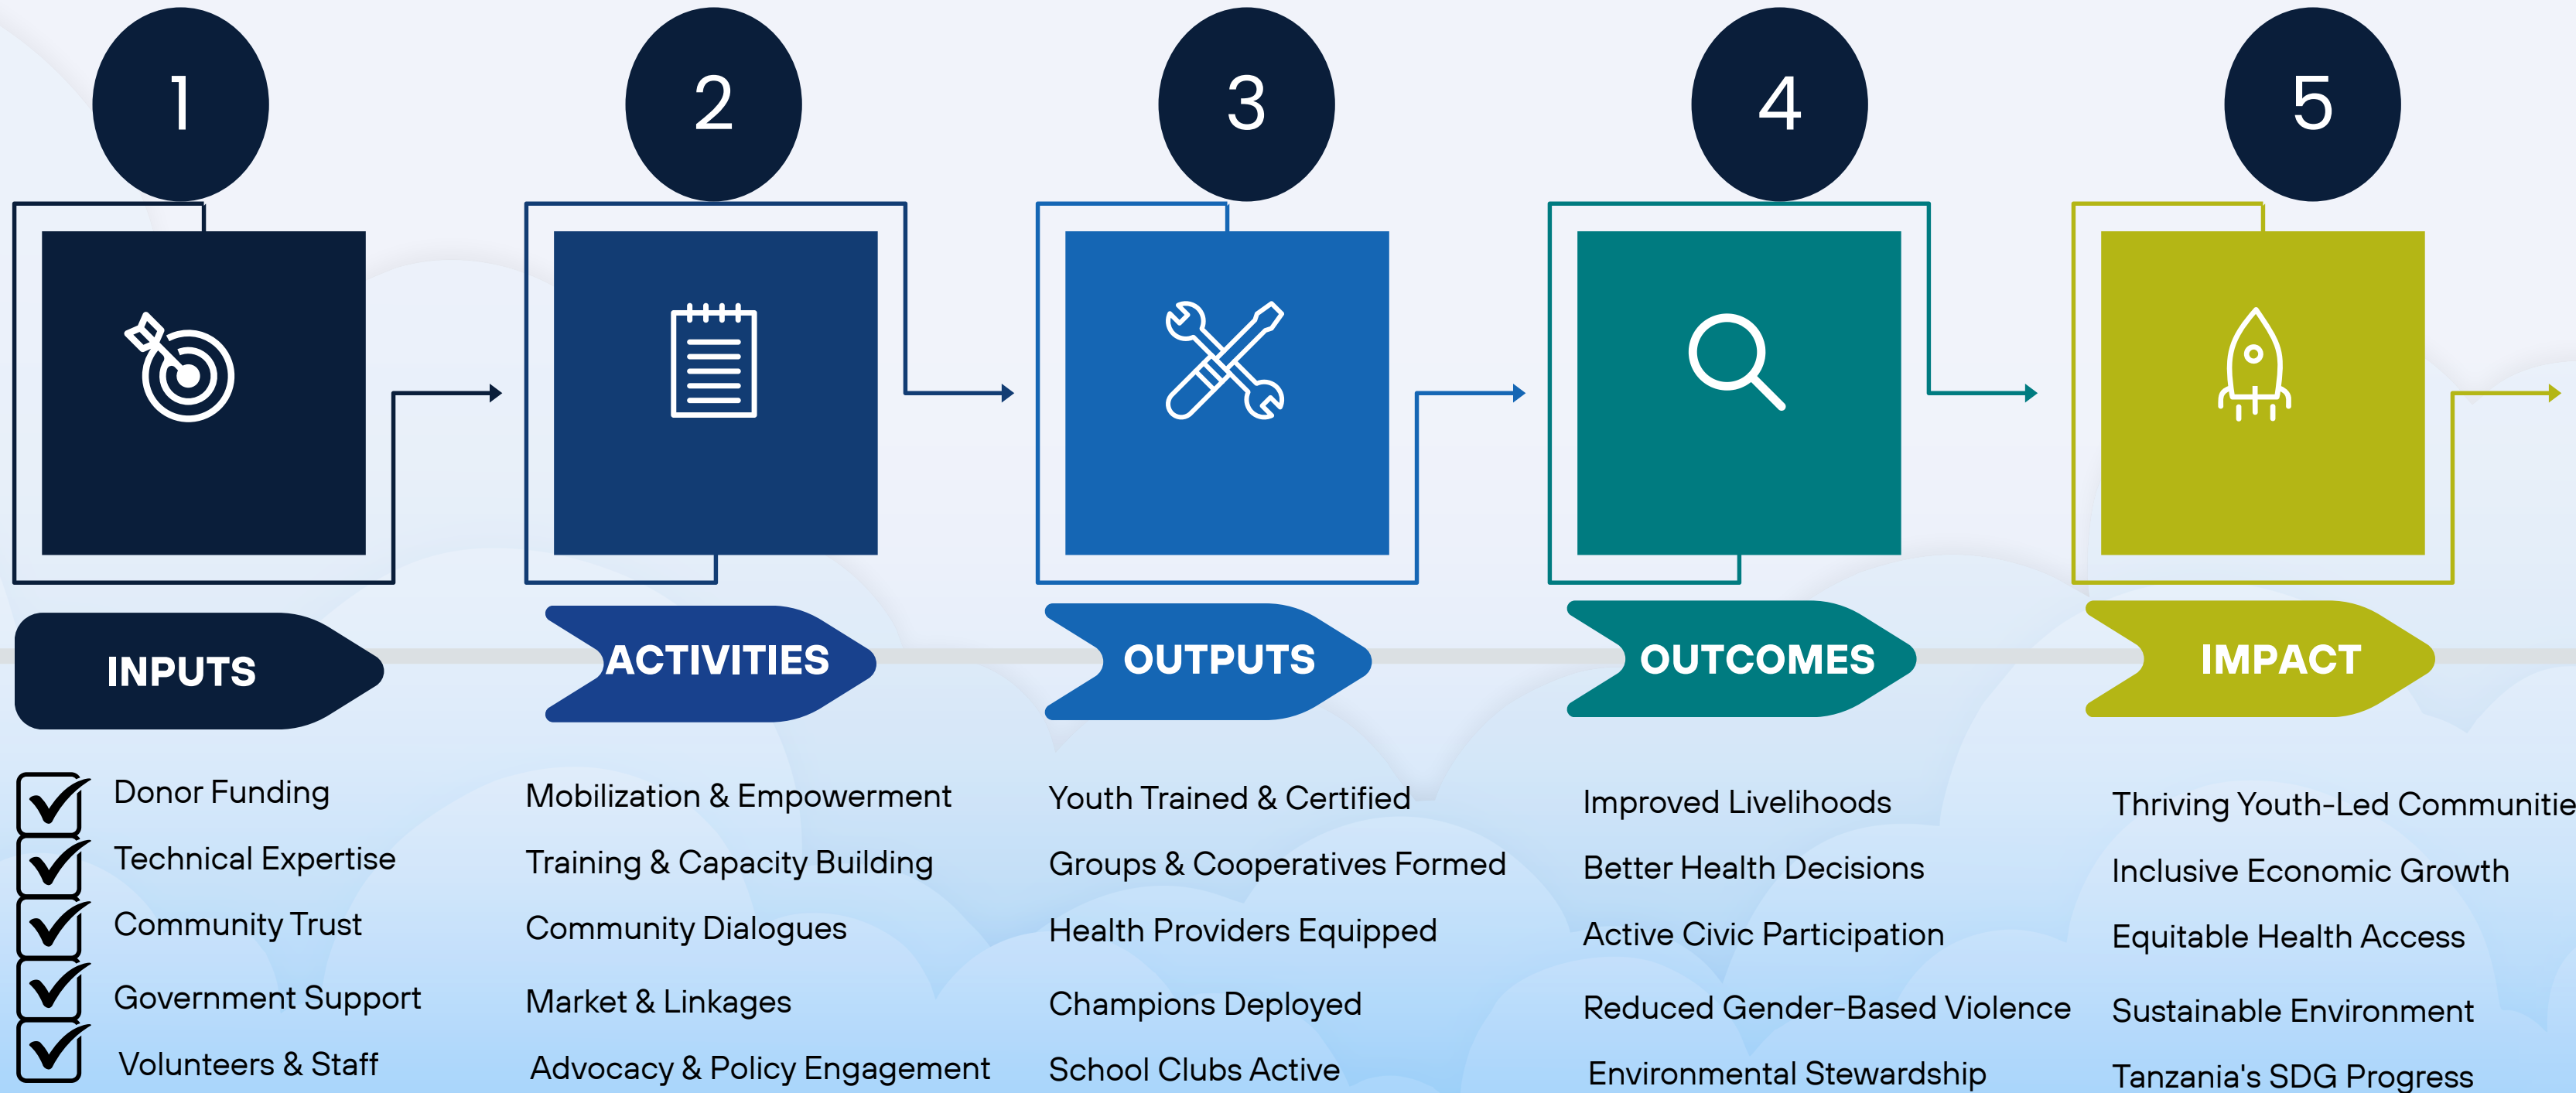 1
2
3
4
5
INPUTS
ACTIVITIES
OUTPUTS
OUTCOMES
IMPACT
Donor Funding
Technical Expertise
Community Trust
Government Support
Volunteers & Staff
Mobilization & Empowerment
Training & Capacity Building
Community Dialogues
Market & Linkages
Advocacy & Policy Engagement
Youth Trained & Certified
Groups & Cooperatives Formed
Health Providers Equipped
Champions Deployed
School Clubs Active
Improved Livelihoods
Better Health Decisions
Active Civic Participation
Reduced Gender-Based Violence
Environmental Stewardship
Thriving Youth-Led Communitie
Inclusive Economic Growth
Equitable Health Access
Sustainable Environment
Tanzania's SDG Progress